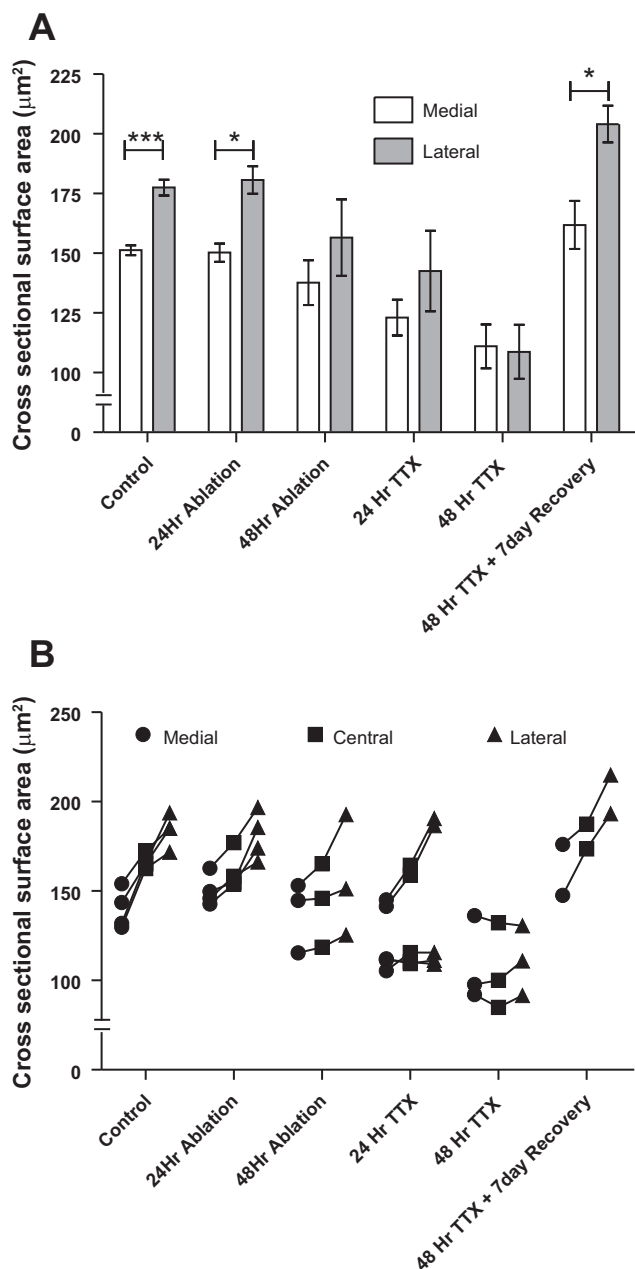 A
Cross sectional surface area (μm²)
225
200
175
150
125
100
0
***
*
*
Medial
Lateral
Control
24Hr Ablation
48Hr Ablation
24 Hr TTX
48 Hr TTX
48 Hr TTX + 7day Recovery
B
Cross sectional surface area (μm²)
250
200
150
100
0
Medial
Central
Lateral
Control
24Hr Ablation
48Hr Ablation
24 Hr TTX
48 Hr TTX
48 Hr TTX + 7day Recovery